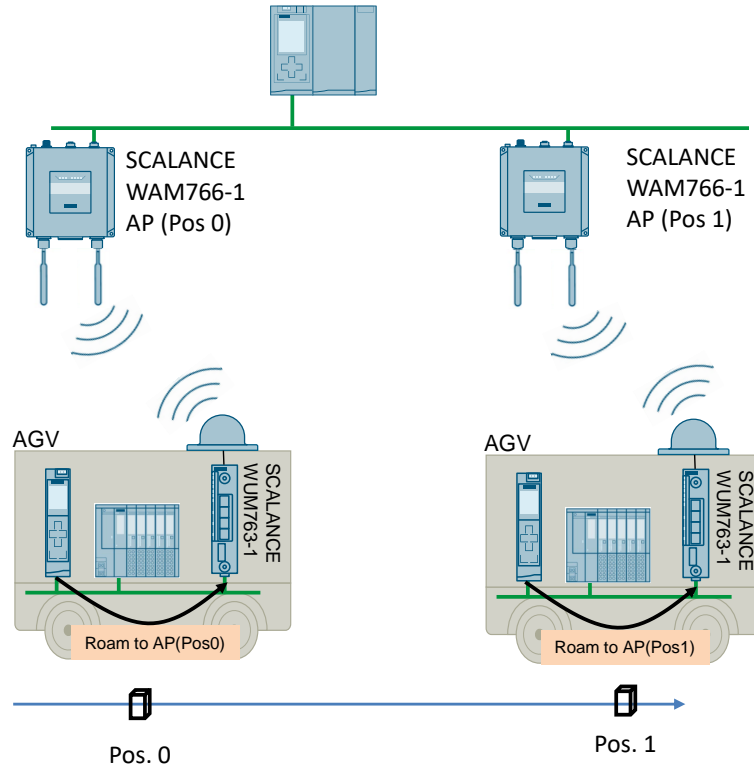 SCALANCE
WAM766-1
AP (Pos 0)
SCALANCE
WAM766-1
AP (Pos 1)
AGV
SCALANCE
WUM763-1
Roam to AP(Pos0)
AGV
SCALANCE
WUM763-1
Roam to AP(Pos1)
Pos. 0
Pos. 1